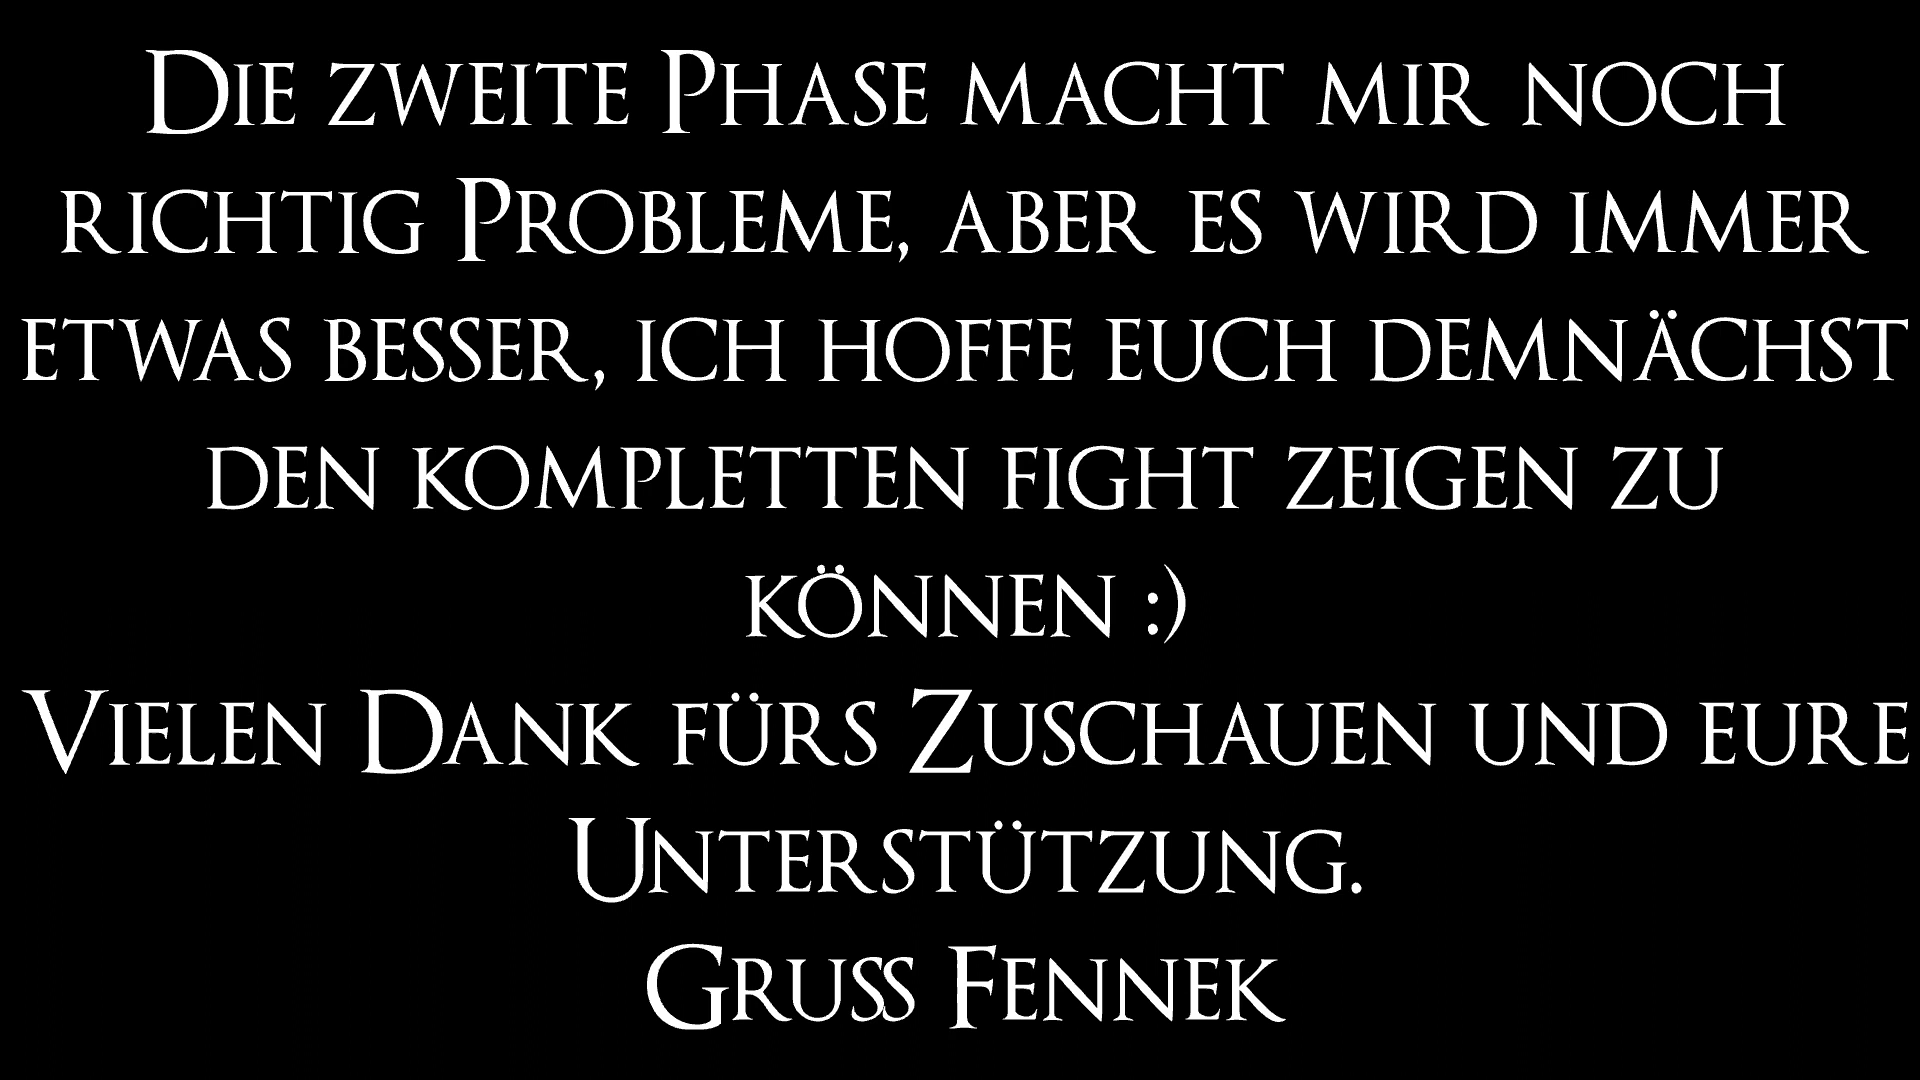 Die zweite Phase macht mir noch
richtig Probleme, aber es wird immer
etwas besser, ich hoffe euch demnächst
den kompletten fight zeigen zu
können :)
Vielen Dank fürs Zuschauen und eure
Unterstützung.
Gruss Fennek